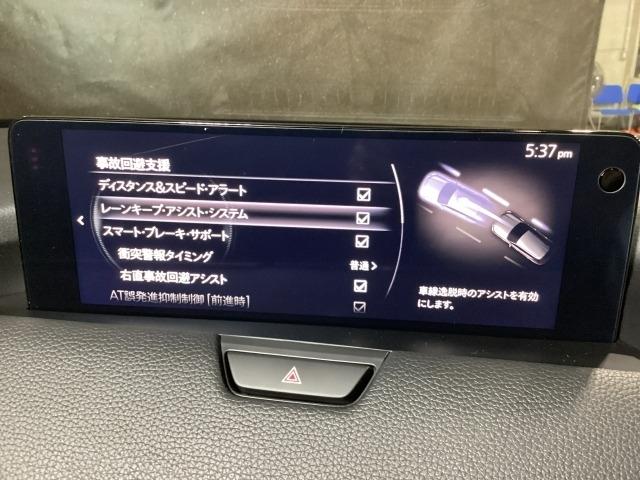 事故回避支援
5:37 pm
ディスタンス&スピード・アラート
レーンキープ・アシスト・システム
スマート・ブレーキ・サポート
衝突警報タイミング
普通
右直事故回避アシスト
AT誤発進抑制制御[前進時]
車線逸脱時のアシストを有効
にします。